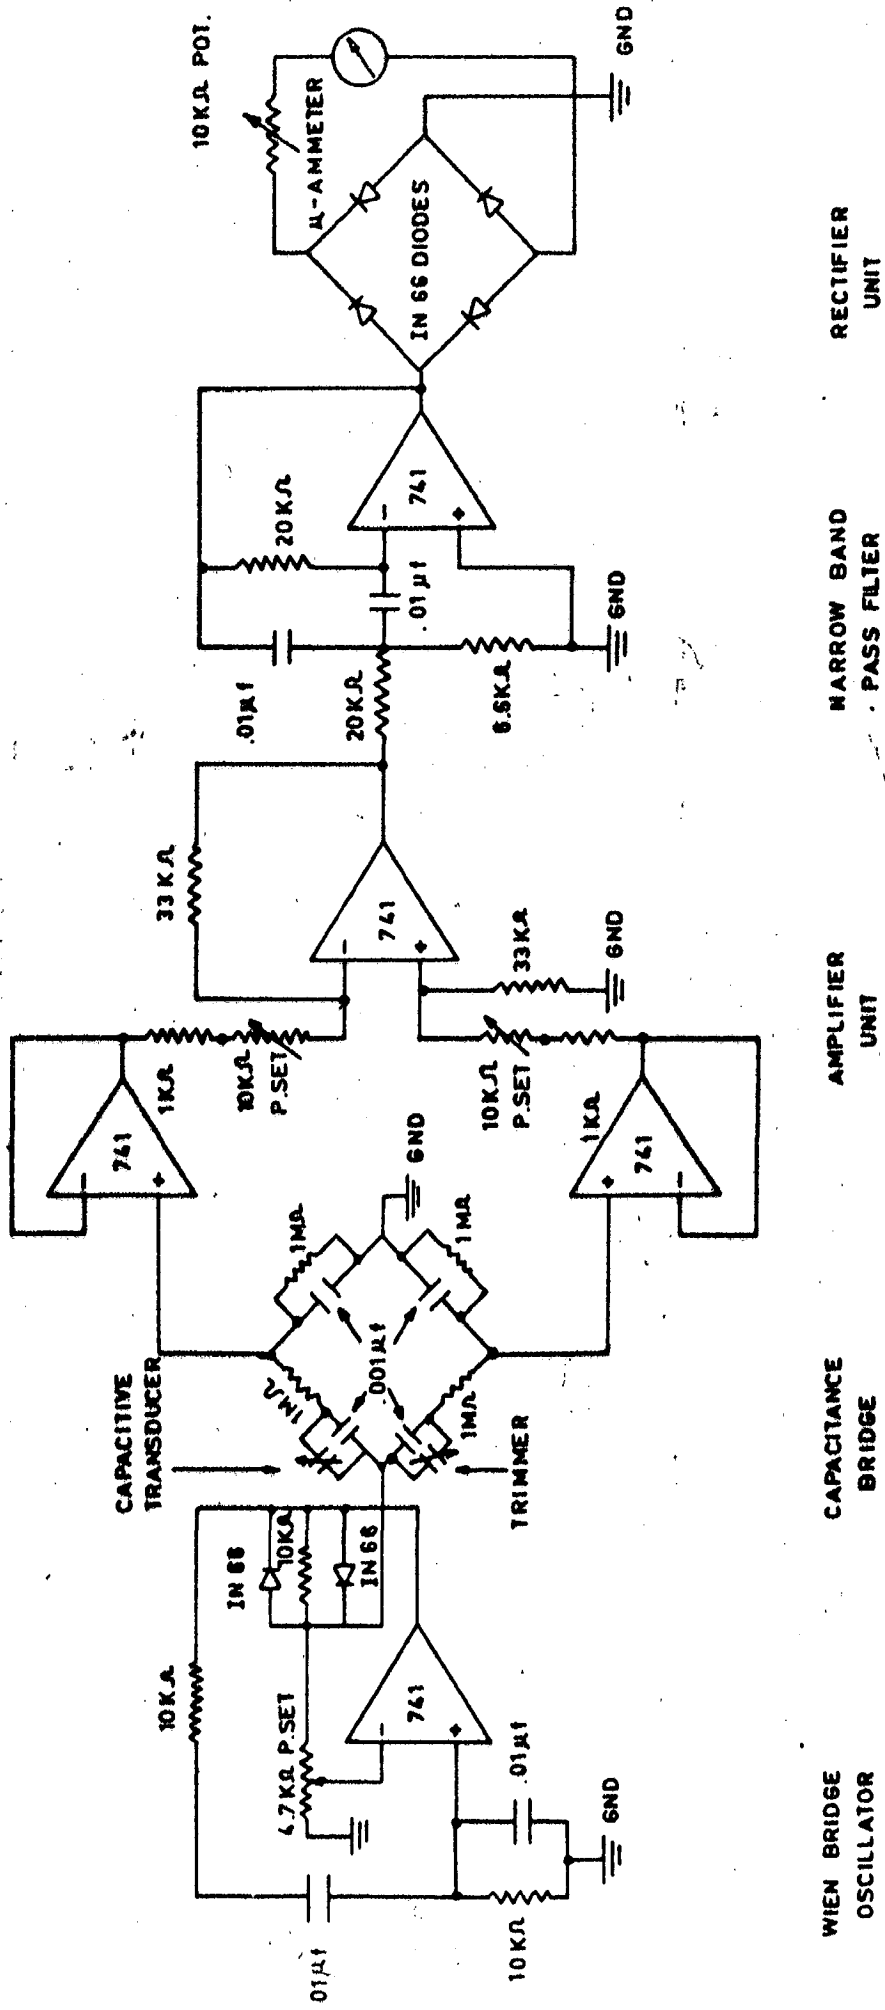 10KΩ
.01µf
10KΩ
.01µf
GND
4.7KΩ P.SET
741
-
+
IN 66
10KΩ
IN 66
CAPACITIVE
TRANSDUCER
TRIMMER
1MΩ
1MΩ
.001µf
1MΩ
1MΩ
GND
741
-
+
741
+
-
1KΩ
10KΩ
P.SET
10KΩ
P.SET
1KΩ
33KΩ
741
-
+
33KΩ
GND
.01µf
20KΩ
20KΩ
.01µf
6.6KΩ
GND
741
-
+
IN 66 DIODES
10KΩ POT.
µ-AMMETER
GND
WIEN BRIDGE
OSCILLATOR
CAPACITANCE
BRIDGE
AMPLIFIER
UNIT
NARROW BAND
PASS FILTER
RECTIFIER
UNIT